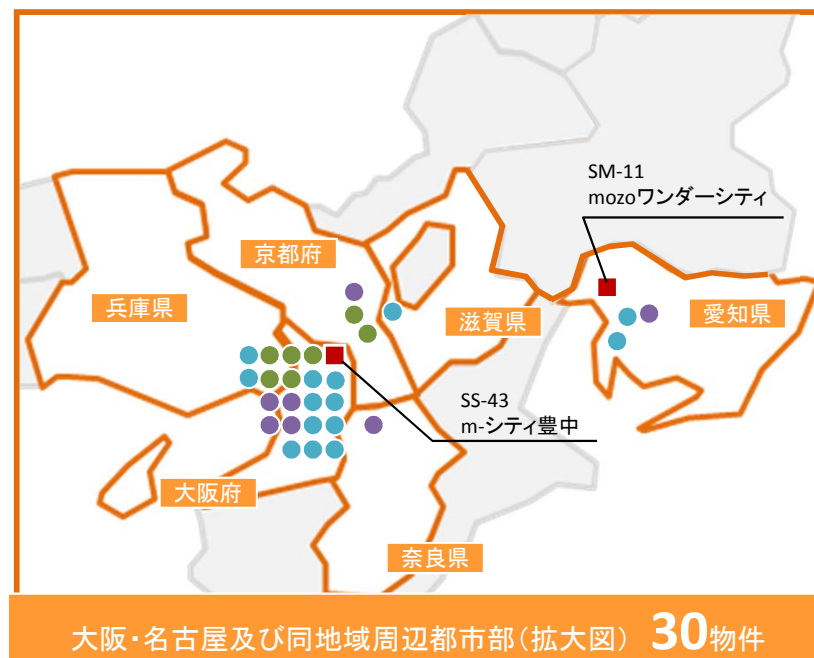 SM-11
mozoワンダーシティ
京都府
兵庫県
滋賀県
愛知県
SS-43
m-シティ豊中
大阪府
奈良県
大阪・名古屋及び同地域周辺都市部（拡大図） 30物件